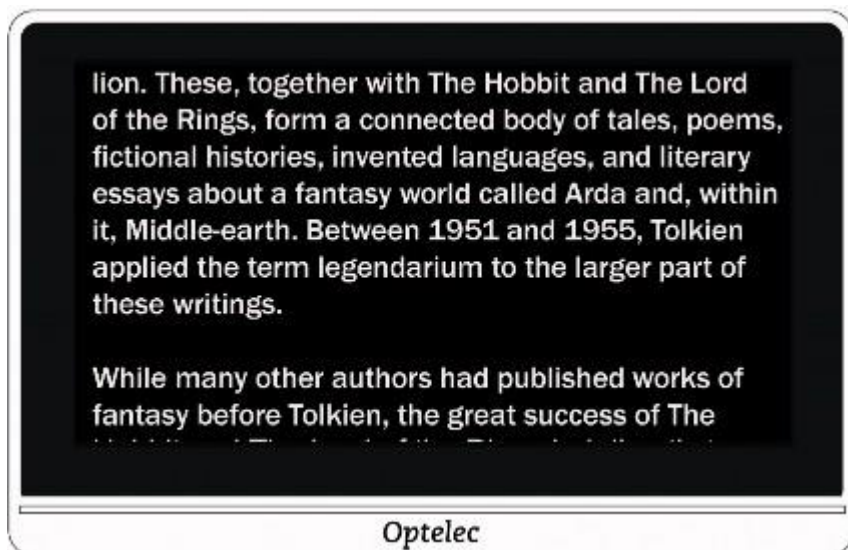 lion. These, together with The Hobbit and The Lord
of the Rings, form a connected body of tales, poems,
fictional histories, invented languages, and literary
essays about a fantasy world called Arda and, within
it, Middle-earth. Between 1951 and 1955, Tolkien
applied the term legendarium to the larger part of
these writings.
While many other authors had published works of
fantasy before Tolkien, the great success of The
Optelec